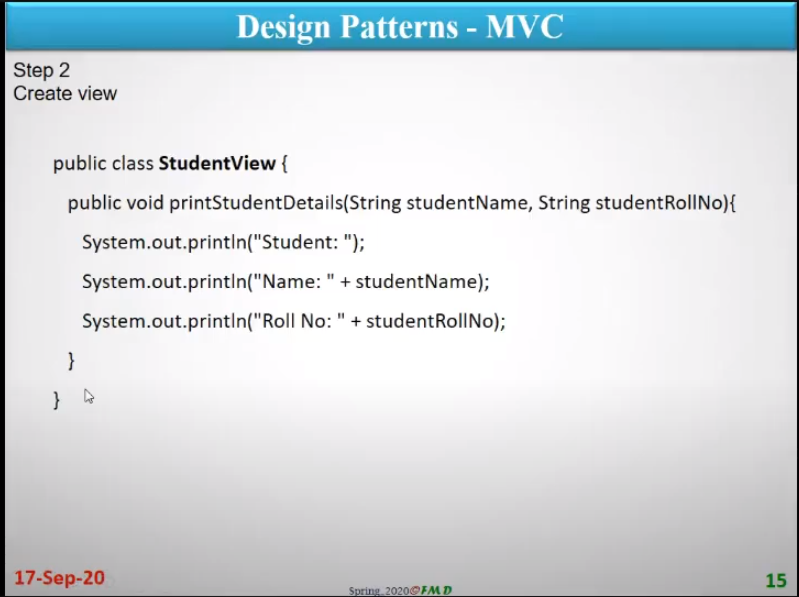 Design Patterns - MVC
Step 2
Create view
public class StudentView {
public void printStudentDetails(String studentName, String studentRollNo){
System.out.println("Student: ");
System.out.println("Name: " + studentName);
System.out.println("Roll No: " + studentRollNo);
}
}
17-Sep-20
Spring_2020©FMD
15